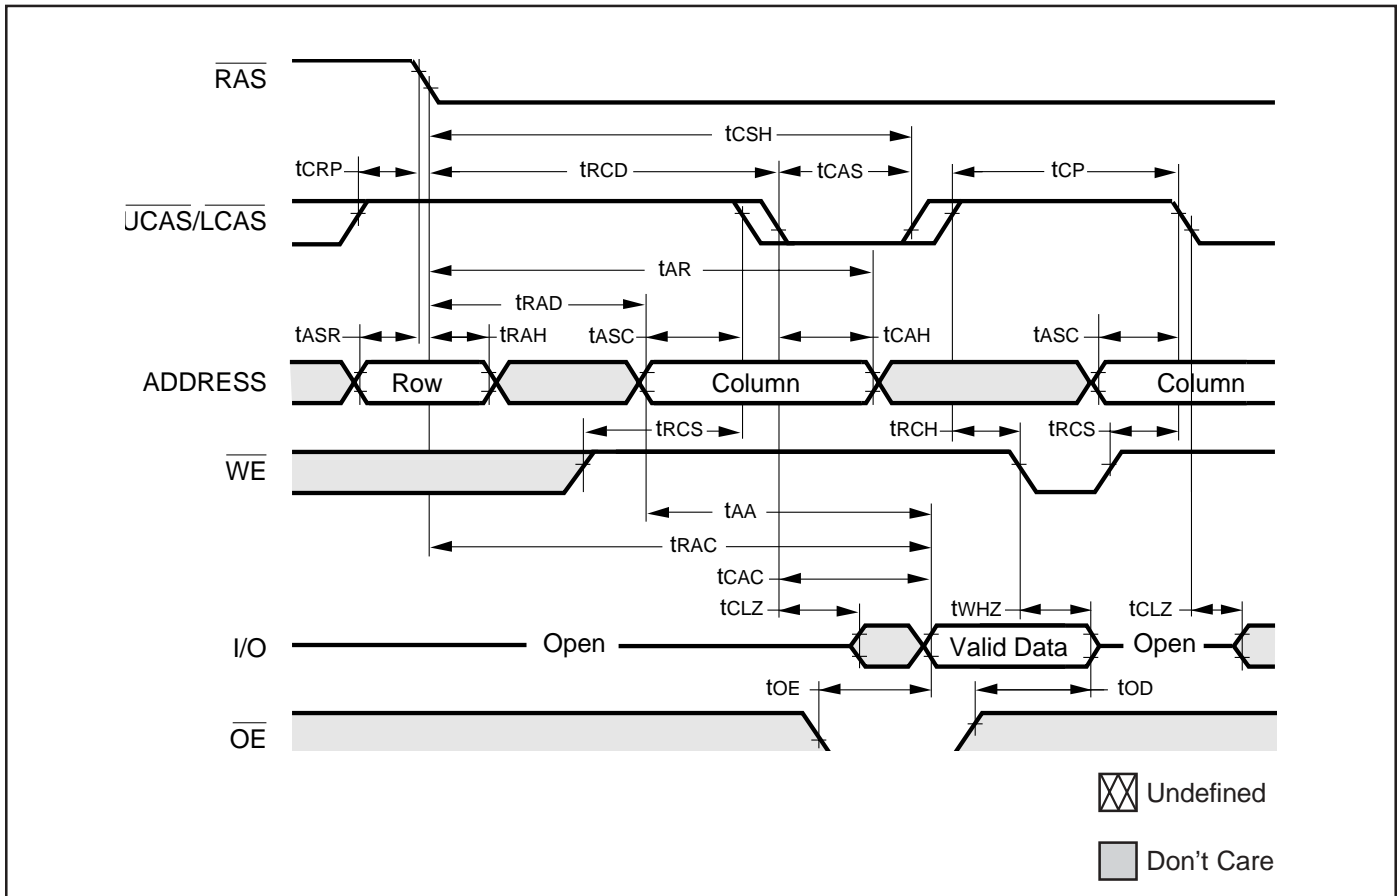 RAS
tCSH
tCRP
tRCD
tCAS
tCP
UCAS/LCAS
tAR
tRAD
tASR
tRAH
tASC
tCAH
tASC
ADDRESS
Row
Column
Column
tRCS
tRCH
tRCS
WE
tAA
tRAC
tCAC
tCLZ
tWHZ
tCLZ
I/O
Open
Valid Data
Open
tOE
tOD
OE
Undefined
Don't Care